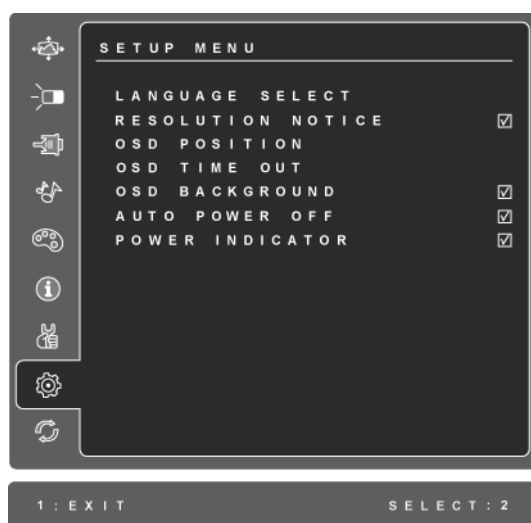 SETUP MENU
LANGUAGE SELECT
RESOLUTION NOTICE
OSD POSITION
OSD TIME OUT
OSD BACKGROUND
AUTO POWER OFF
POWER INDICATOR
1:EXIT SELECT:2